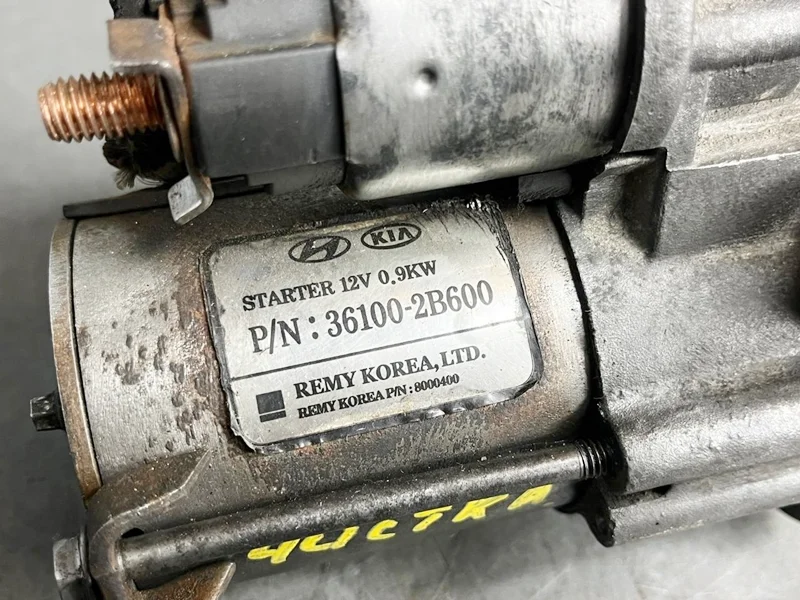 KIA
STARTER 12V 0.9KW
P/N : 36100-2B600
REMY KOREA, LTD.
REMY KOREA P/N : 8000400
ЧИСТКА